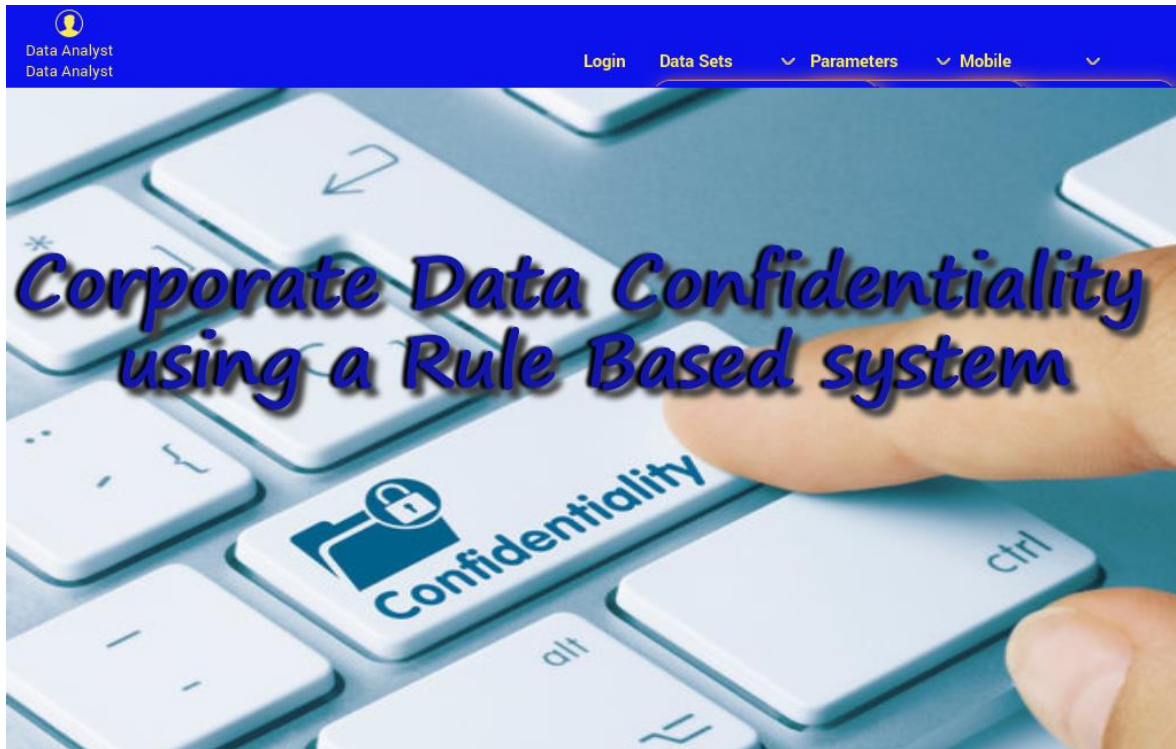 Data Analyst
Data Analyst
Login Data Sets Parameters Mobile
Corporate Data Confidentiality
using a Rule Based system
Confidentiality
ctrl
alt